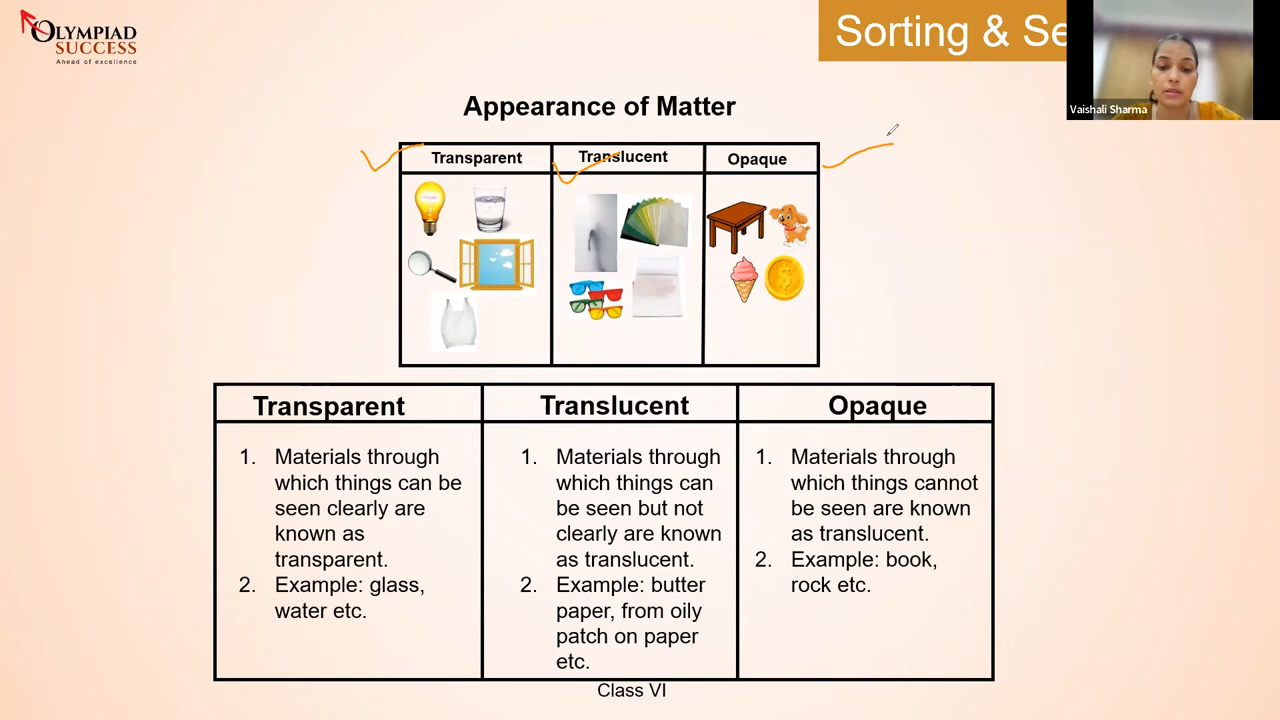 OLYMPIAD
SUCCESS
Ahead of excellence
Sorting & Se
Vaishali Sharma
Appearance of Matter
Transparent
Translucent
Opaque
Transparent
Translucent
Opaque
1. Materials through
which things can be
seen clearly are
known as
transparent.
2. Example: glass,
water etc.
1. Materials through
which things can
be seen but not
clearly are known
as translucent.
2. Example: butter
paper, from oily
patch on paper
etc.
1. Materials through
which things cannot
be seen are known
as translucent.
2. Example: book,
rock etc.
Class VI